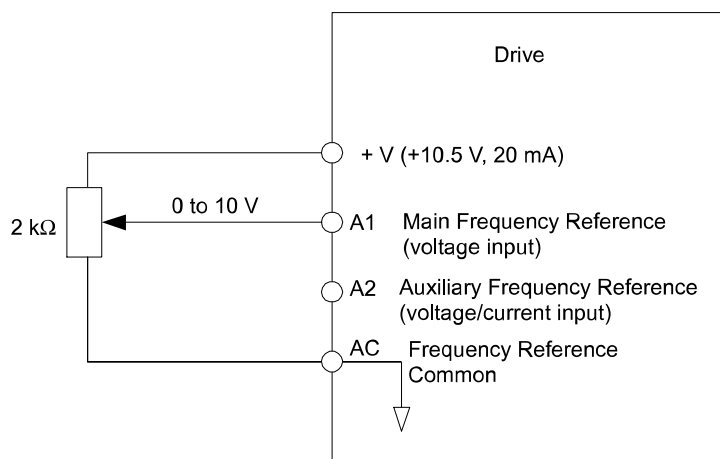 Drive
+ V (+10.5 V, 20 mA)
0 to 10 V
2 kΩ
A1 Main Frequency Reference
(voltage input)
A2 Auxiliary Frequency Reference
(voltage/current input)
AC Frequency Reference
Common